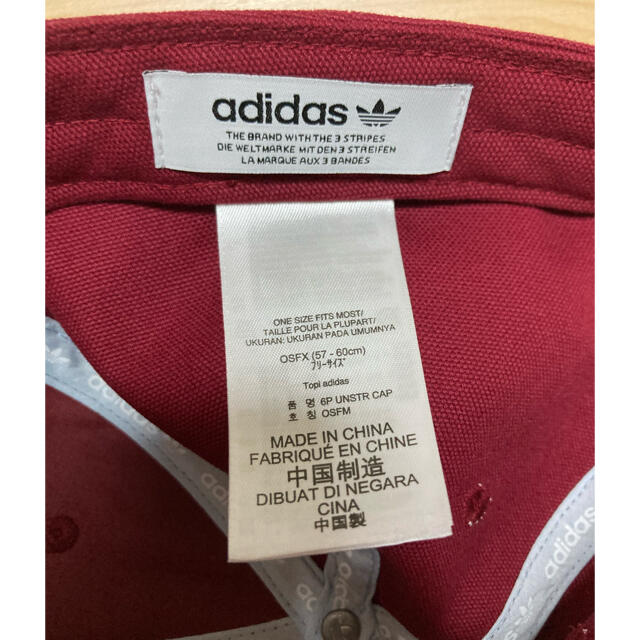 adidas
THE BRAND WITH THE 3 STRIPES
DIE WELTMARKE MIT DEN 3 STREIFEN
LA MARQUE AUX 3 BANDES
ONE SIZE FITS MOST/
TAILLE POUR LA PLUPART/
UKURAN: UKURAN PADA UMUMNYA
OSFX (57 - 60cm)
フリーサイズ
Topi adidas
품 명 6P UNSTR CAP
호 칭 OSFM
MADE IN CHINA
FABRIQUÉ EN CHINE
中国制造
DIBUAT DI NEGARA
CINA
中国製
adidas
adidas
adidas